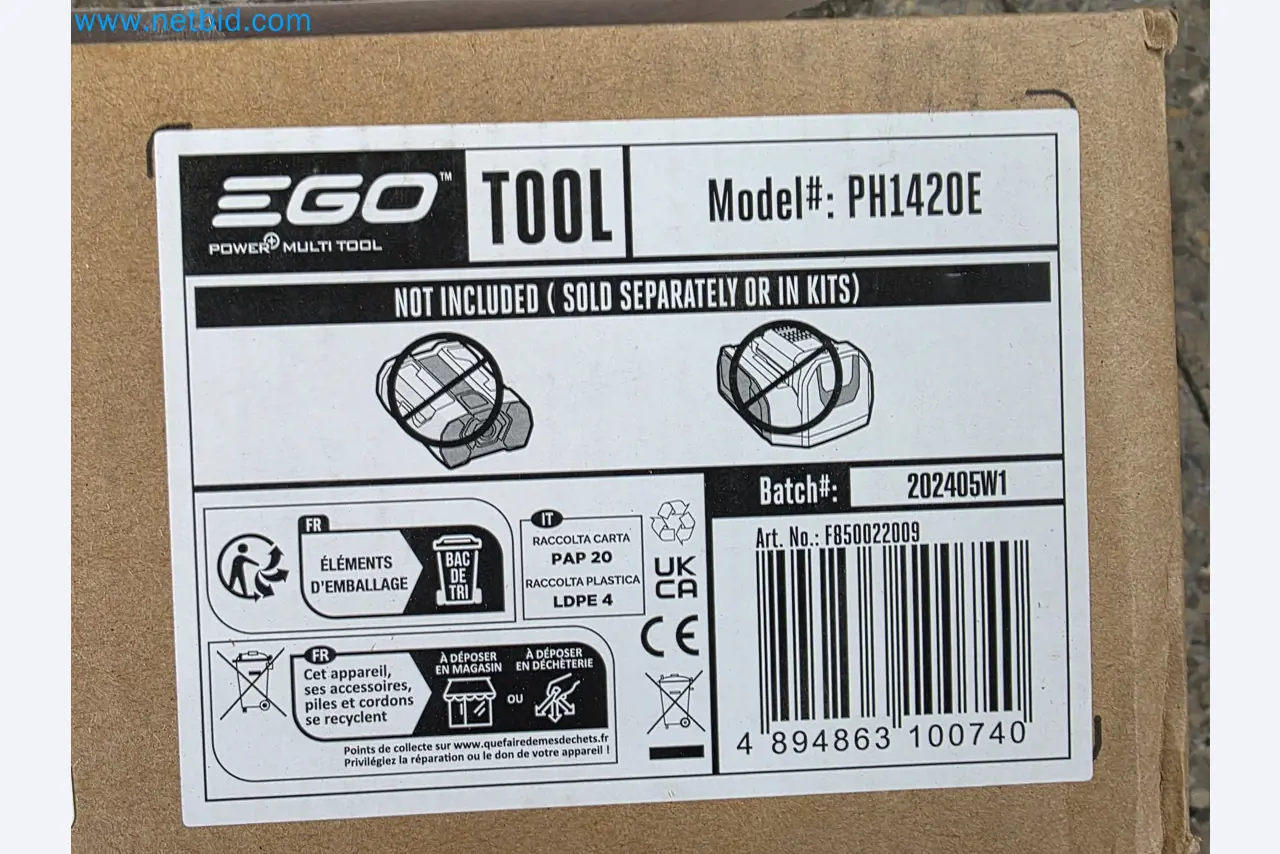 www.netbid.com
EGO™
POWER+ MULTI TOOL
TOOL
Model#: PH1420E
NOT INCLUDED ( SOLD SEPARATELY OR IN KITS)
Batch#: 202405W1
FR
ÉLÉMENTS
D'EMBALLAGE
BAC
DE
TRI
IT
RACCOLTA CARTA
PAP 20
RACCOLTA PLASTICA
LDPE 4
UK
CA
CE
FR
Cet appareil,
ses accessoires,
piles et cordons
se recyclent
À DÉPOSER
EN MAGASIN
OU
À DÉPOSER
EN DÉCHÈTERIE
Points de collecte sur www.quefairedemesdechets.fr
Privilégiez la réparation ou le don de votre appareil !
Art. No.: F850022009
4 894863 100740